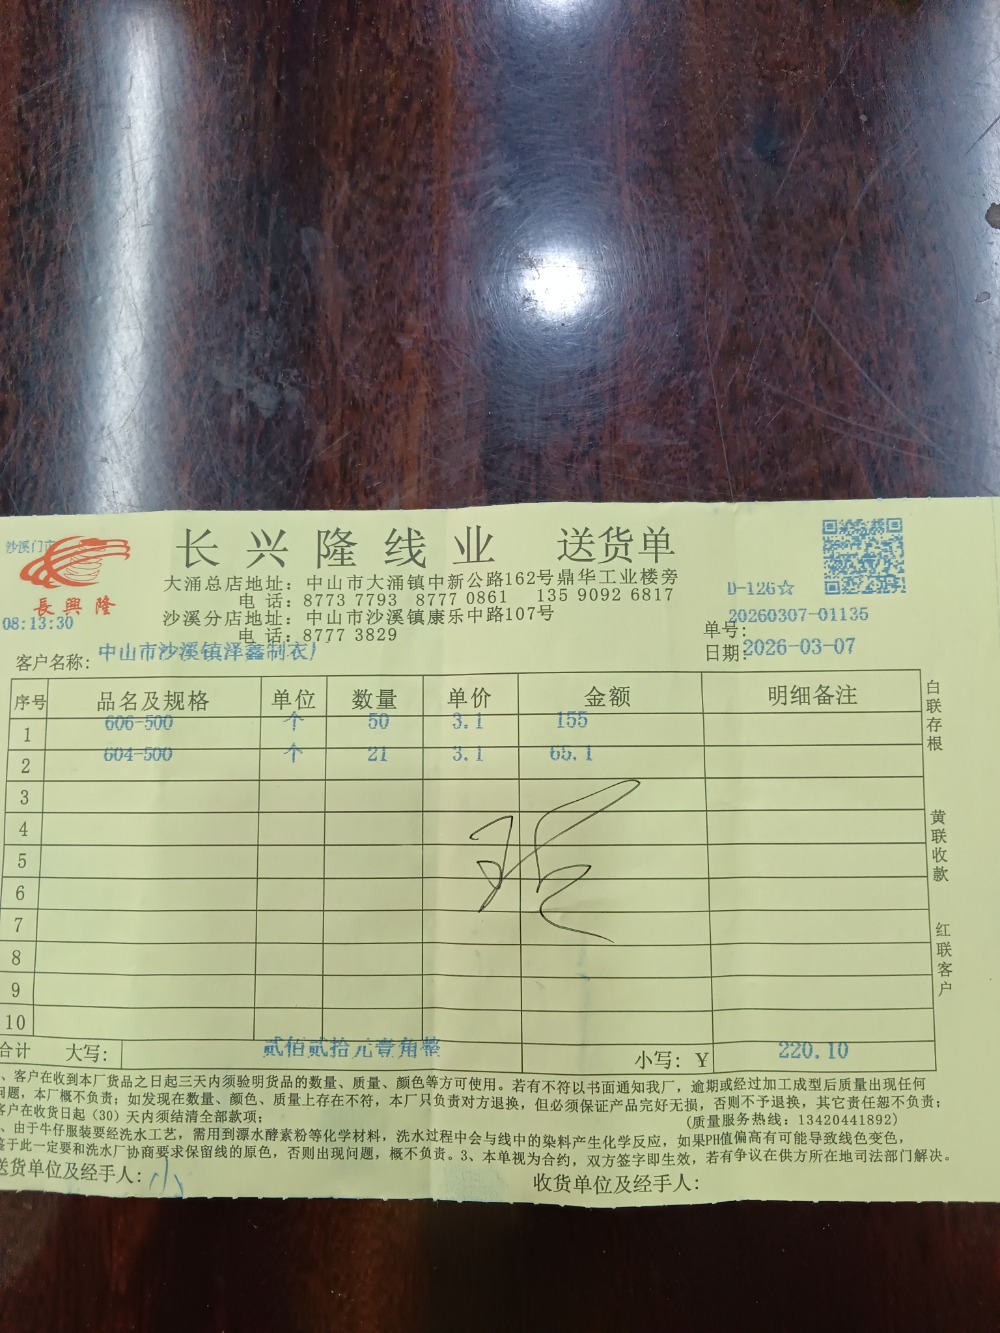 沙溪门市
長興隆
08:13:30
长兴隆线业 送货单
大涌总店地址：中山市大涌镇中新公路162号鼎华工业楼旁
电 话：8773 7793 8777 0861 135 9092 6817
沙溪分店地址：中山市沙溪镇康乐中路107号
电 话：8777 3829
D-126☆
单号：20260307-01135
日期：2026-03-07
客户名称：中山市沙溪镇泽鑫制衣厂
序号 品名及规格 单位 数量 单价 金额 明细备注
1 606-500 个 50 3.1 155
2 604-500 个 21 3.1 65.1
3
4
5
6
7
8
9
10
合计 大写： 贰佰贰拾元壹角整 小写：￥ 220.10
白联存根
黄联收款
红联客户
、客户在收到本厂货品之日起三天内须验明货品的数量、质量、颜色等方可使用。若有不符以书面通知我厂，逾期或经过加工成型后质量出现任何
问题，本厂概不负责；如发现在数量、颜色、质量上存在不符，本厂只负责对方退换，但必须保证产品完好无损，否则不予退换，其它责任恕不负责；
客户在收货日起（30）天内须结清全部款项； (质量服务热线：13420441892)
、由于牛仔服装要经洗水工艺，需用到漂水酵素粉等化学材料，洗水过程中会与线中的染料产生化学反应，如果PH值偏高有可能导致线色变色，
鉴于此一定要和洗水厂协商要求保留线的原色，否则出现问题，概不负责。3、本单视为合约，双方签字即生效，若有争议在供方所在地司法部门解决。
送货单位及经手人：小
收货单位及经手人：